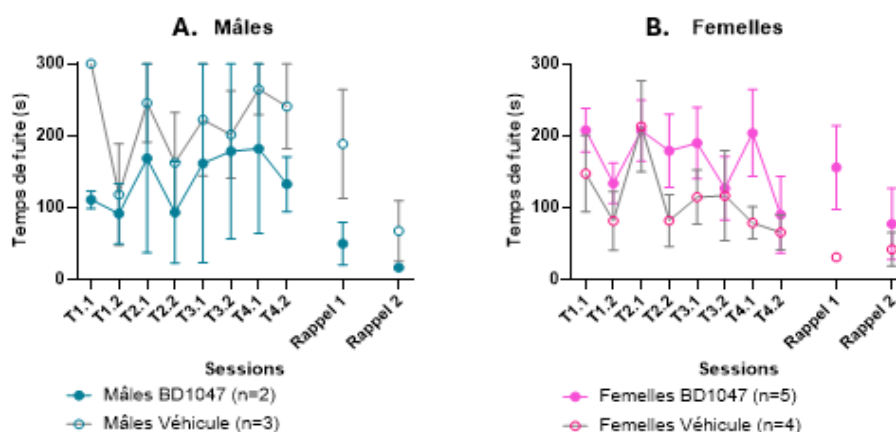 A. Mâles
Temps de fuite (s)
300
200
100
0
T1.1
T1.2
T2.1
T2.2
T3.1
T3.2
T4.1
T4.2
Rappel 1
Rappel 2
Sessions
Mâles BD1047 (n=2)
Mâles Véhicule (n=3)
B. Femelles
Temps de fuite (s)
300
200
100
0
T1.1
T1.2
T2.1
T2.2
T3.1
T3.2
T4.1
T4.2
Rappel 1
Rappel 2
Sessions
Femelles BD1047 (n=5)
Femelles Véhicule (n=4)